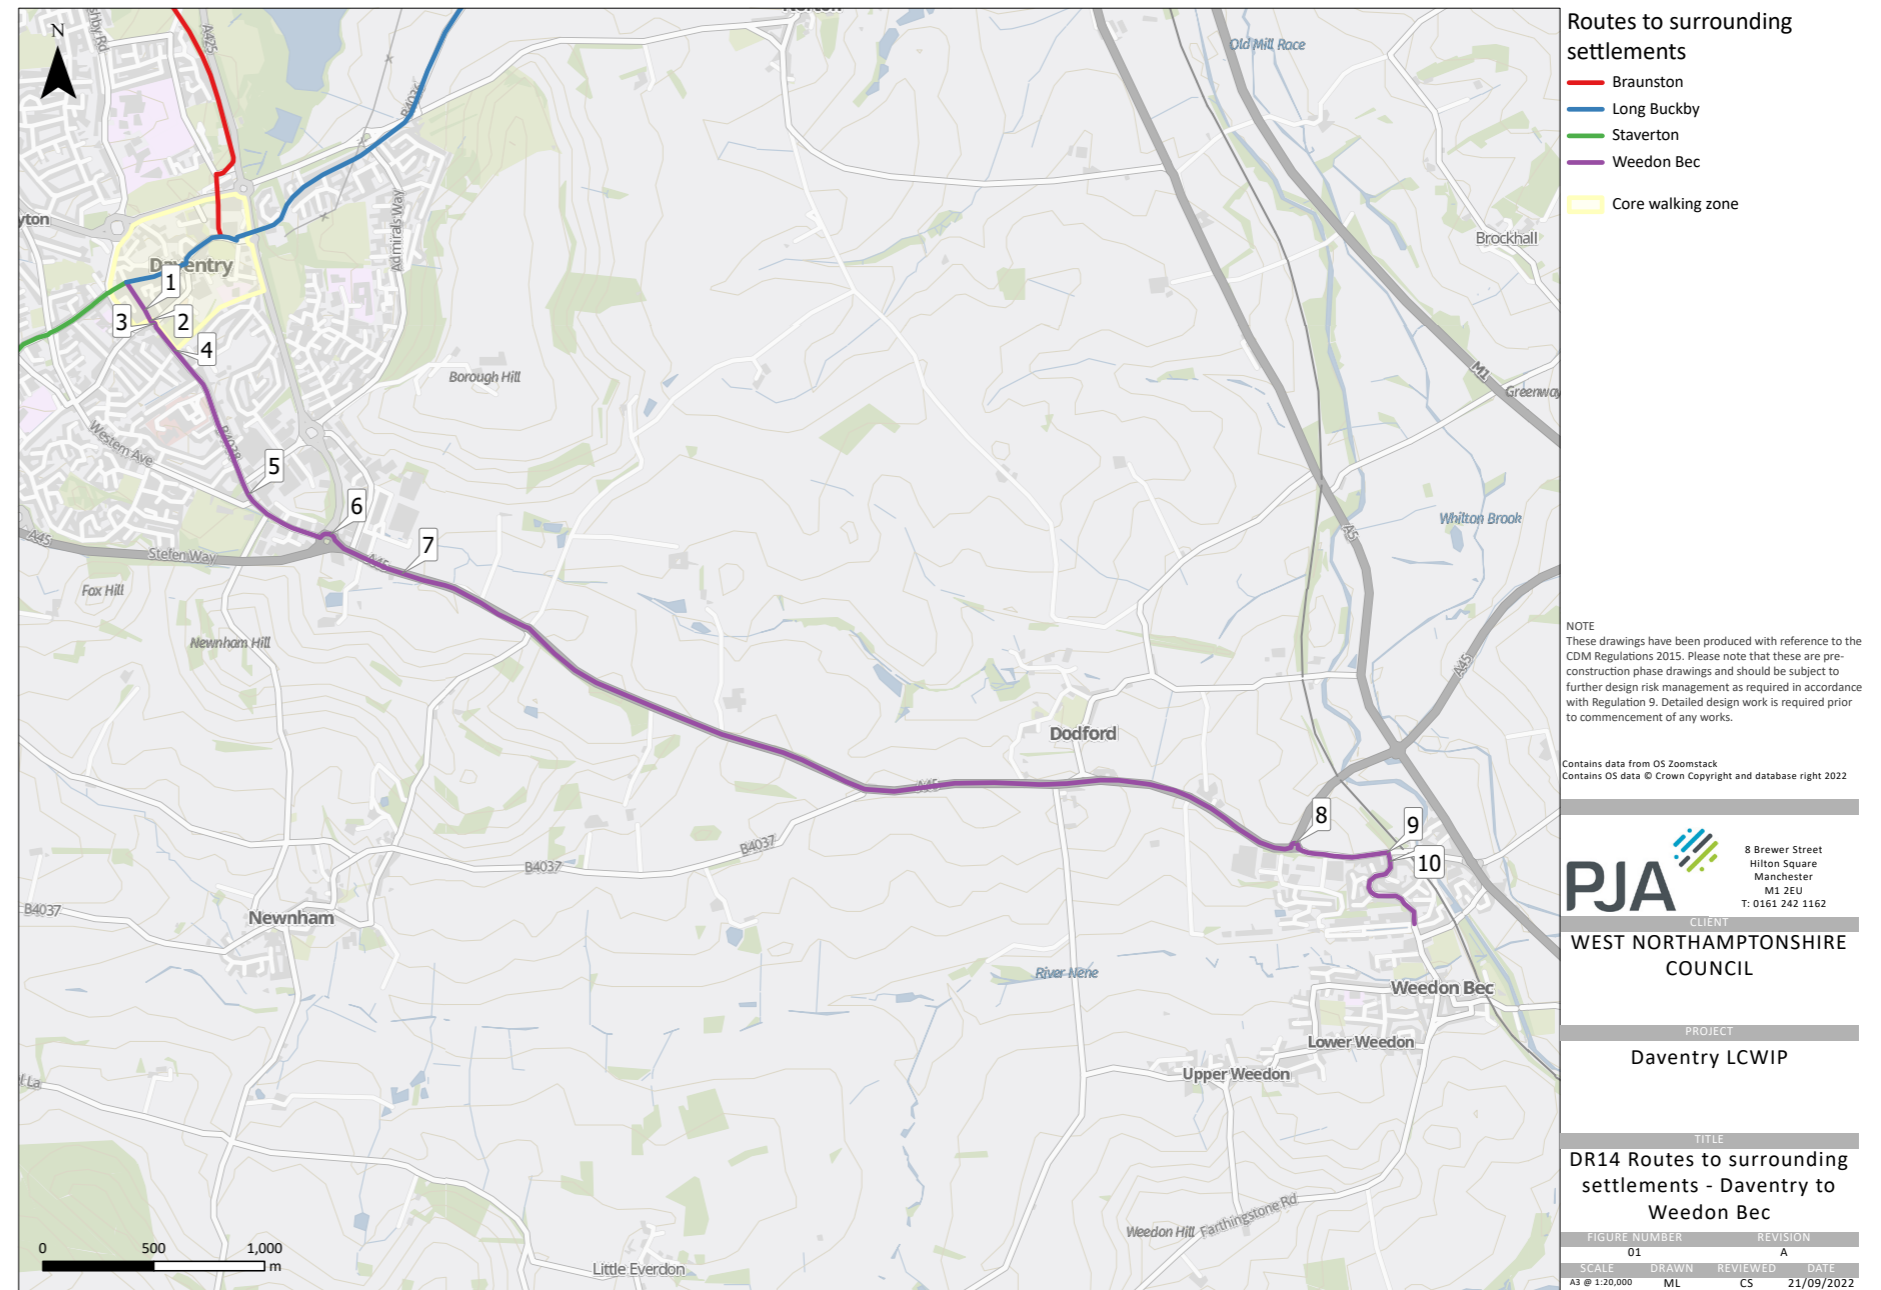 N
A425
B4036
Old Mill Race
yton
Admirals Way
Daventry
1
2
3
4
Brockhall
Borough Hill
M1
Greenway
Western Ave
5
6
7
A45
Stefen Way
A45
A5
Whilton Brook
Fox Hill
Newnham Hill
A45
Dodford
A45
8
9
10
B4037
B4037
B4037
Newnham
River Nene
Weedon Bec
Lower Weedon
Upper Weedon
Weedon Hill
Farthingstone Rd
Little Everdon
0 500 1,000
m
Routes to surrounding
settlements
Braunston
Long Buckby
Staverton
Weedon Bec
Core walking zone
NOTE
These drawings have been produced with reference to the
CDM Regulations 2015. Please note that these are pre-
construction phase drawings and should be subject to
further design risk management as required in accordance
with Regulation 9. Detailed design work is required prior
to commencement of any works.
Contains data from OS Zoomstack
Contains OS data © Crown Copyright and database right 2022
PJA
8 Brewer Street
Hilton Square
Manchester
M1 2EU
T: 0161 242 1162
CLIENT
WEST NORTHAMPTONSHIRE
COUNCIL
PROJECT
Daventry LCWIP
TITLE
DR14 Routes to surrounding
settlements - Daventry to
Weedon Bec
FIGURE NUMBER REVISION
01 A
SCALE DRAWN REVIEWED DATE
A3 @ 1:20,000 ML CS 21/09/2022